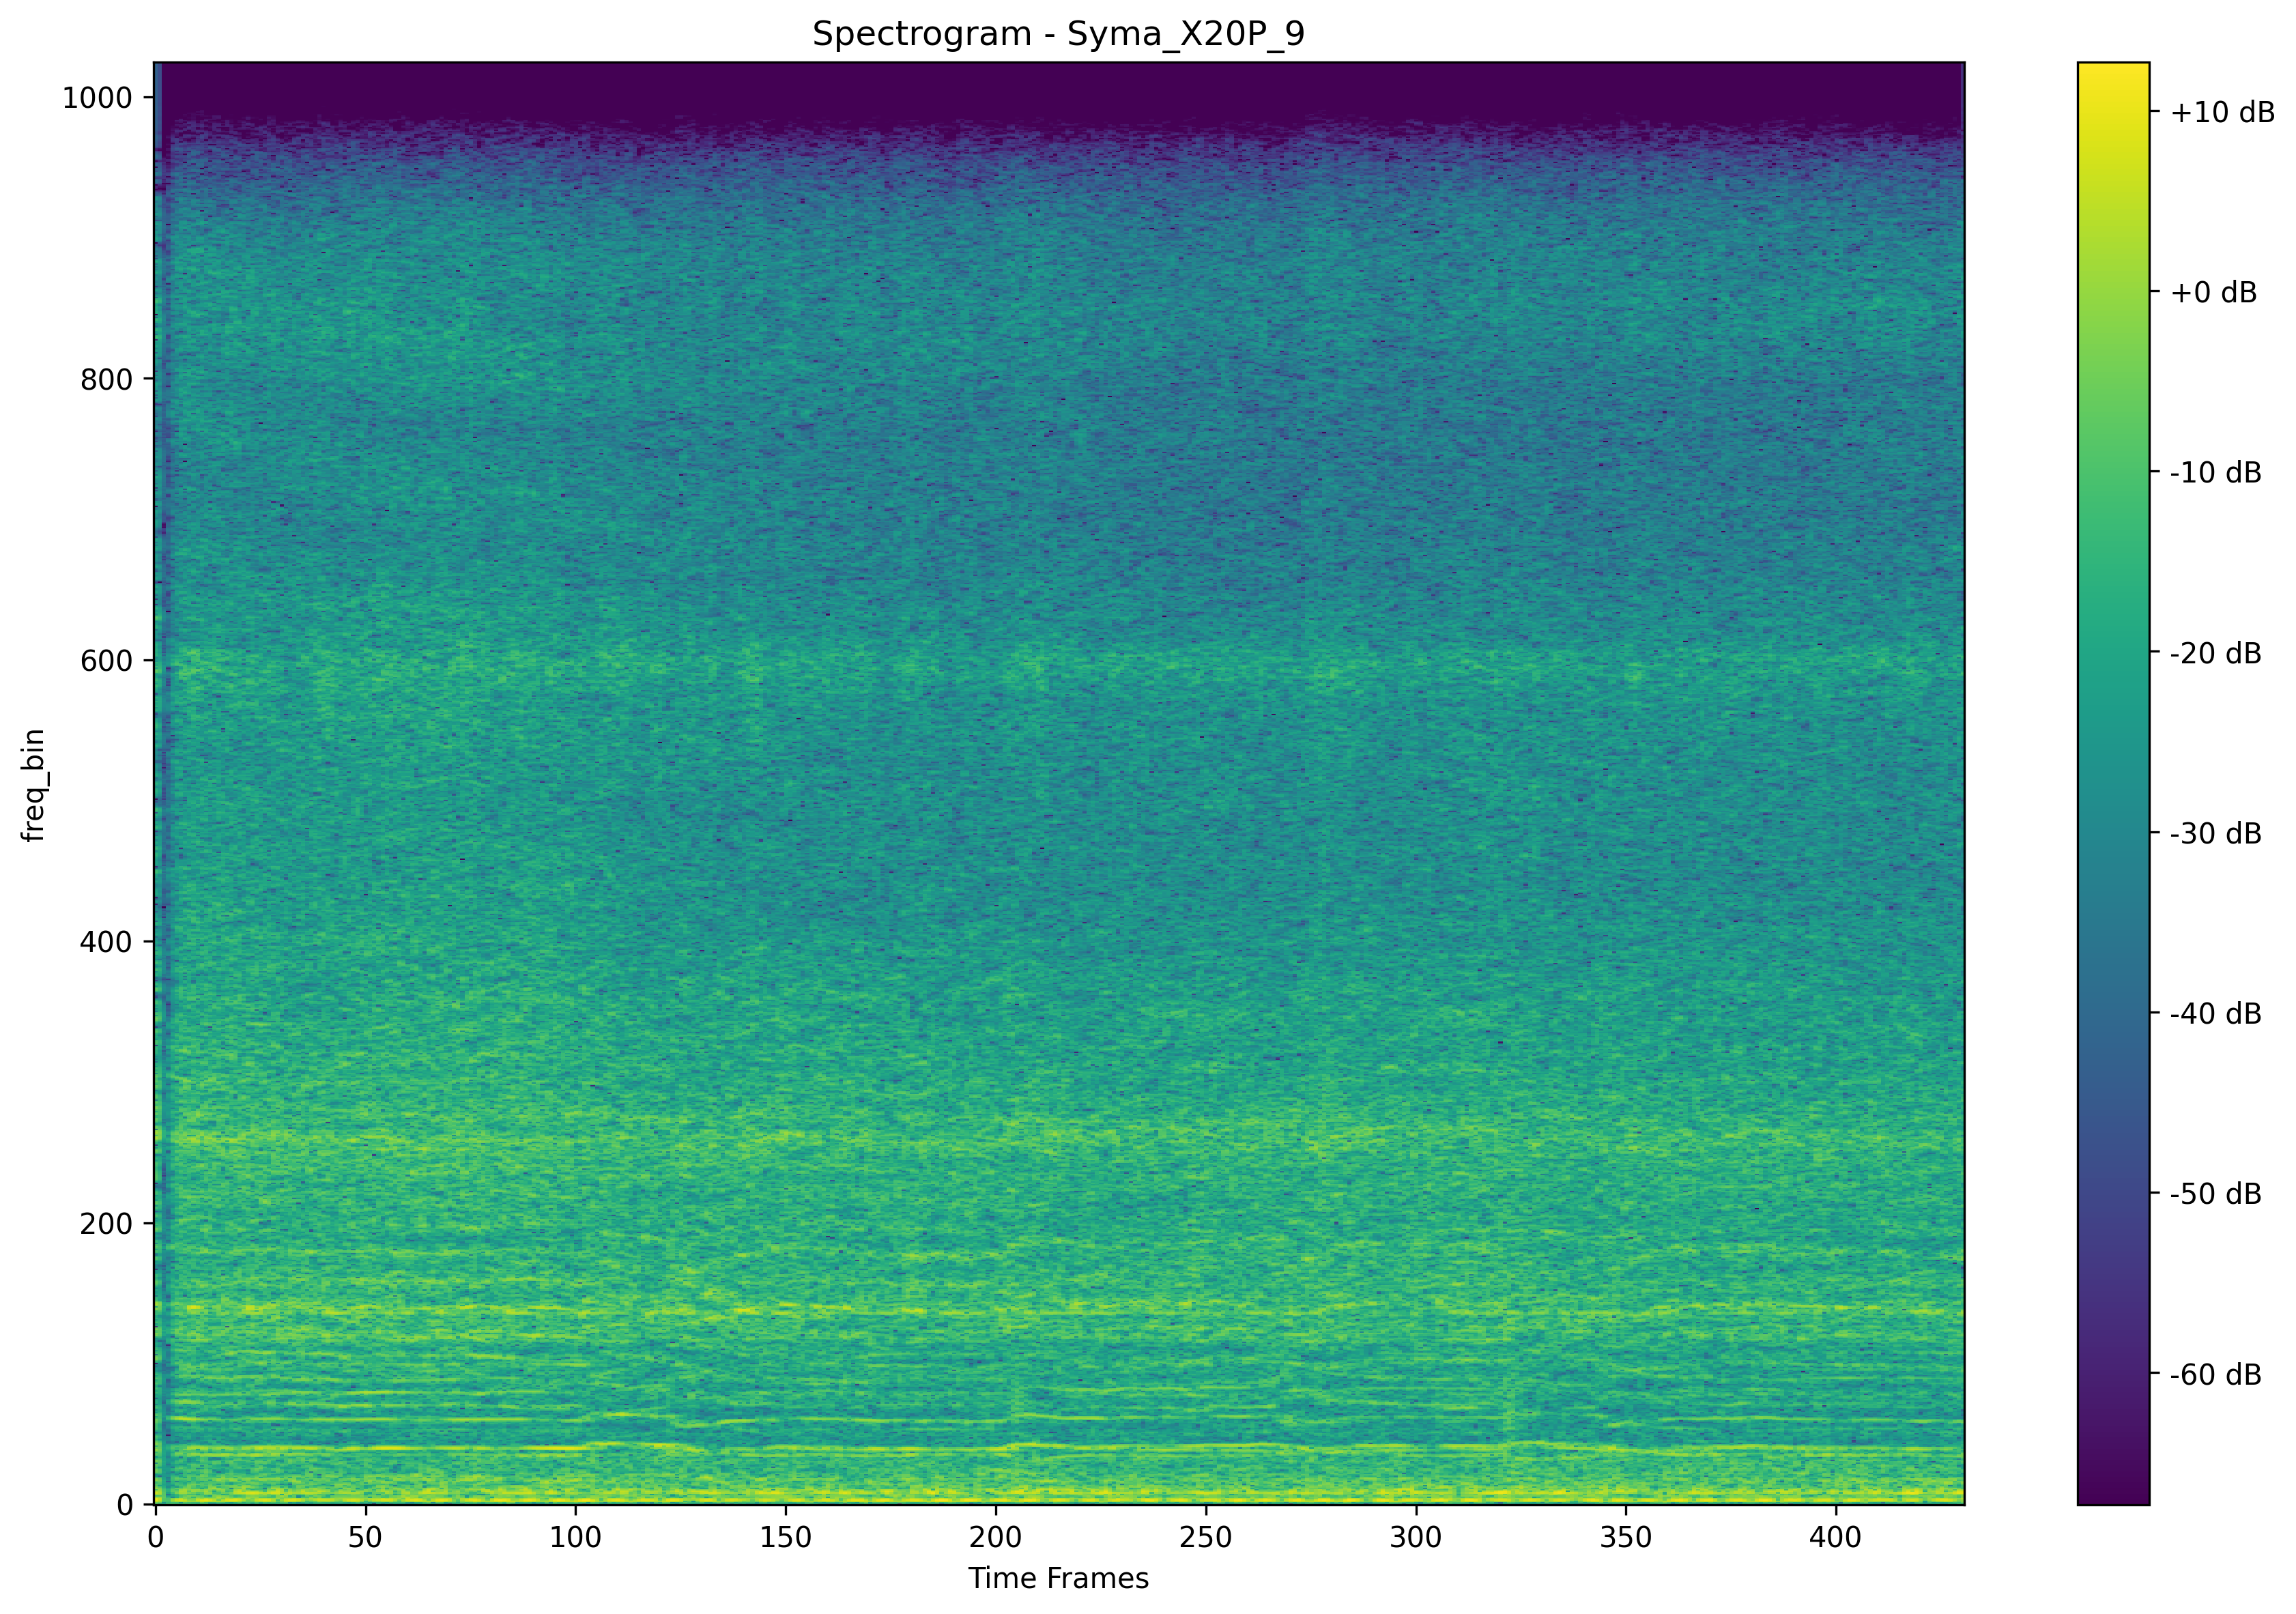 Spectrogram - Syma_X20P_9
1000
800
600
400
200
0
freq_bin
0 50 100 150 200 250 300 350 400
Time Frames
+10 dB
+0 dB
-10 dB
-20 dB
-30 dB
-40 dB
-50 dB
-60 dB